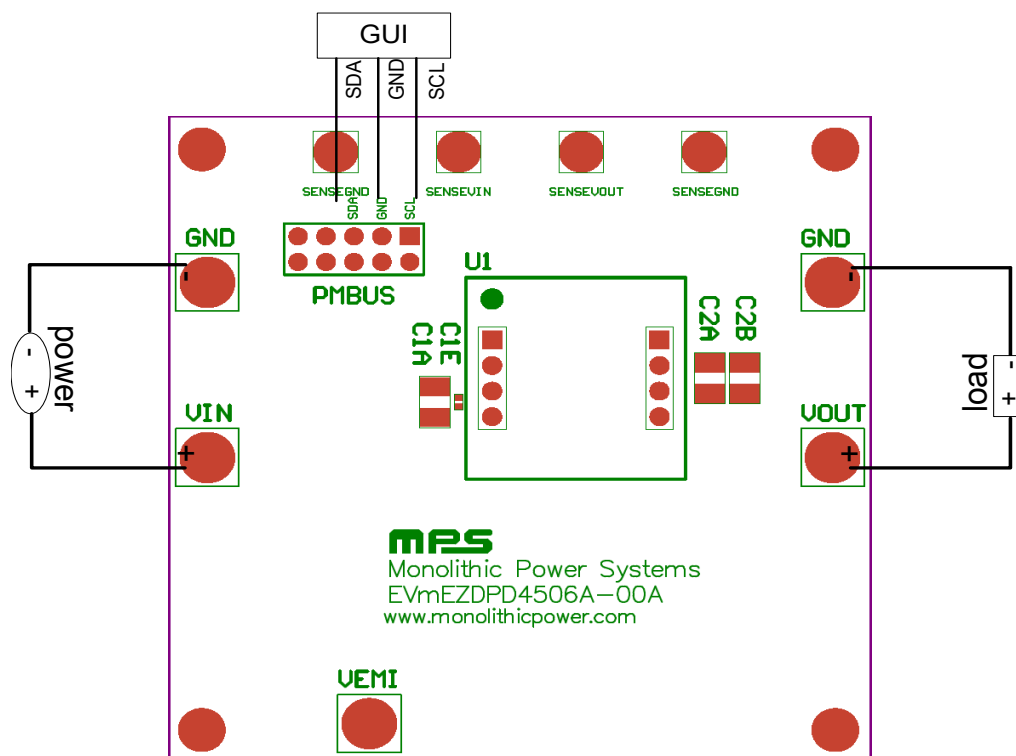 GUI
SDA
GND
SCL
SENSEGND
SENSEVIN
SENSEVOUT
SENSEGND
SDA
GND
SCL
GND
GND
-
-
PMBUS
U1
C1A
C1E
C2A
C2B
power
-
+
load
-
+
VIN
VOUT
+
+
mps
Monolithic Power Systems
EVmEZDPD4506A-00A
www.monolithicpower.com
VEMI